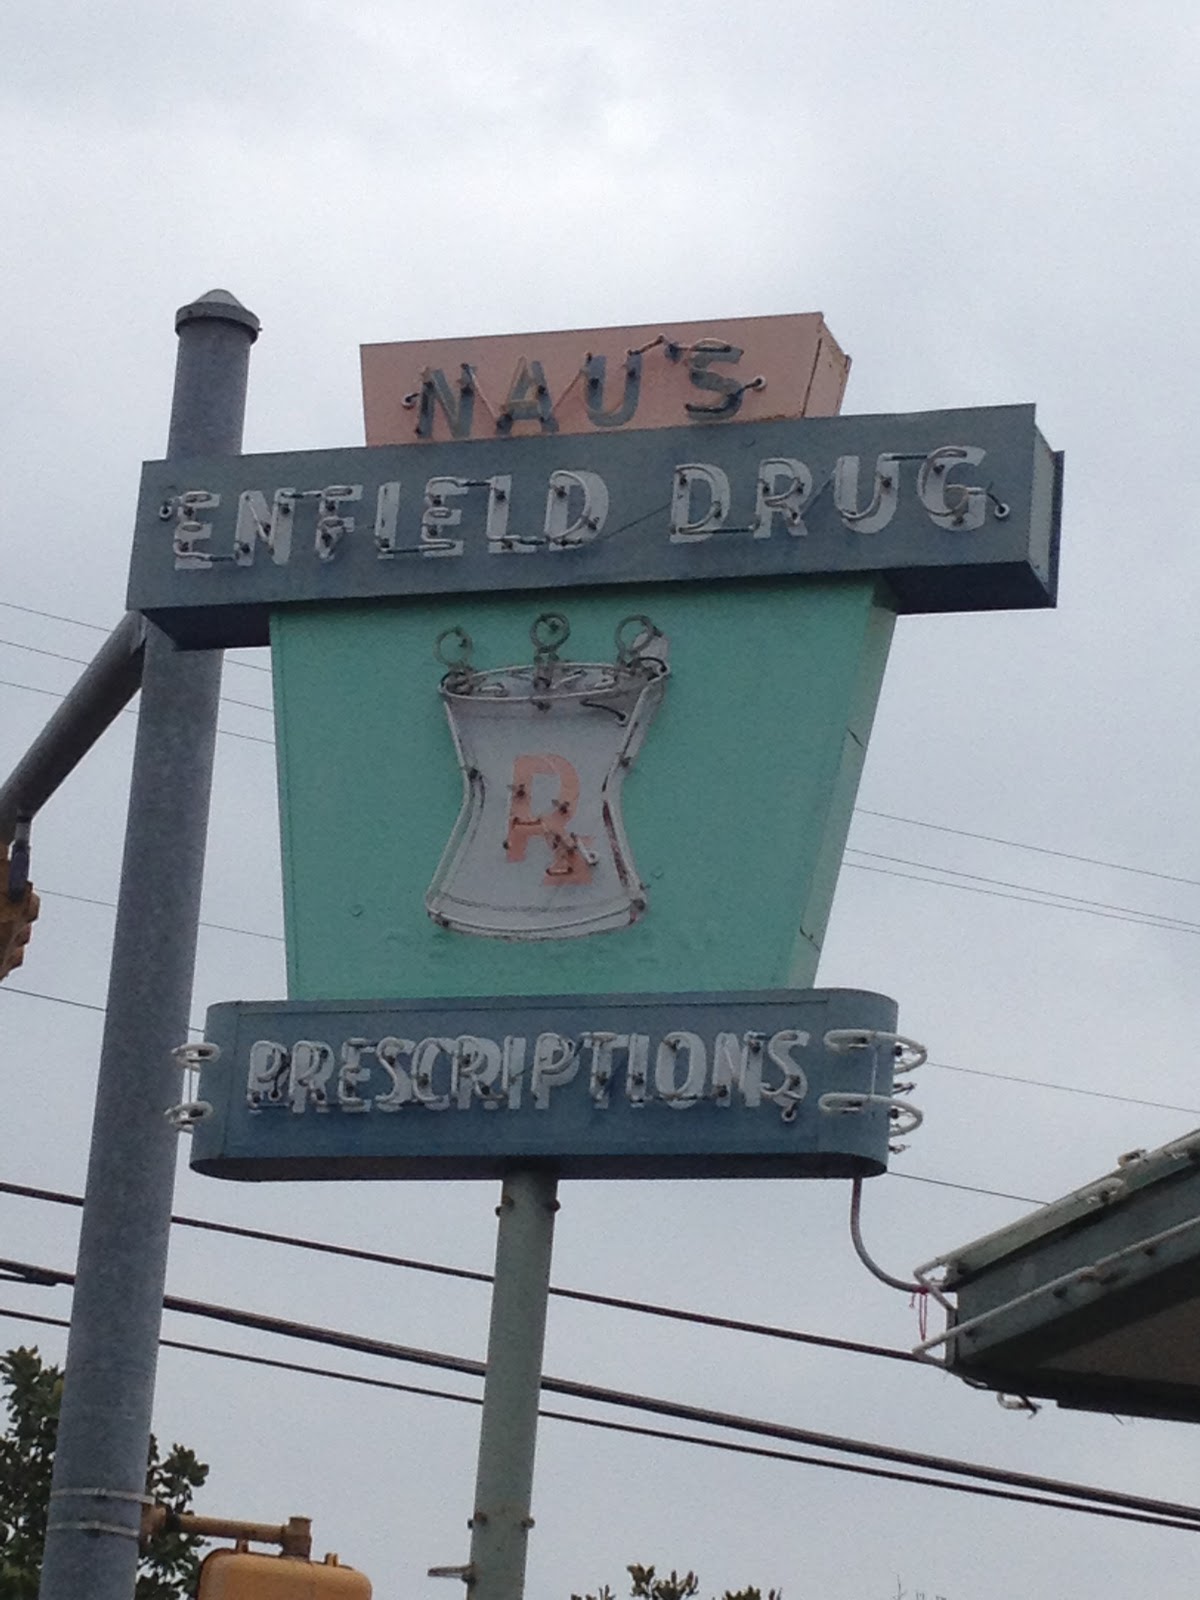 NAU'S
ENFIELD DRUG
Rx
PRESCRIPTIONS